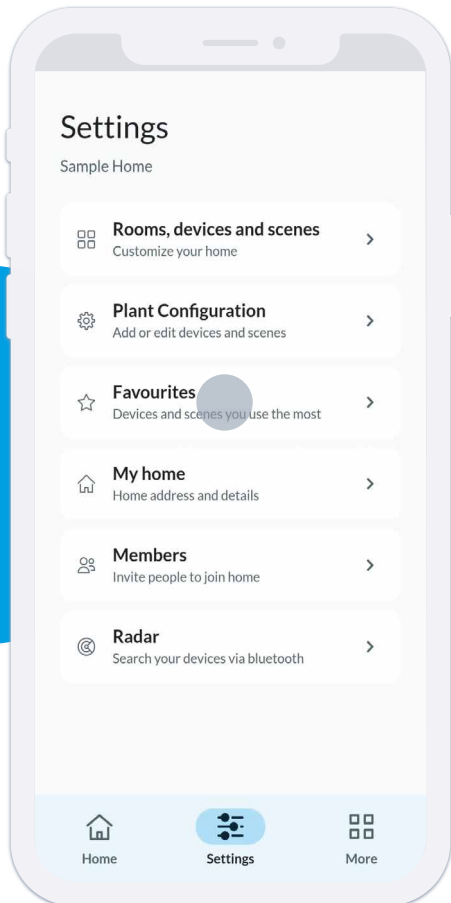 Settings
Sample Home
Rooms, devices and scenes
Customize your home
Plant Configuration
Add or edit devices and scenes
Favourites
Devices and scenes you use the most
My home
Home address and details
Members
Invite people to join home
Radar
Search your devices via bluetooth
Home
Settings
More